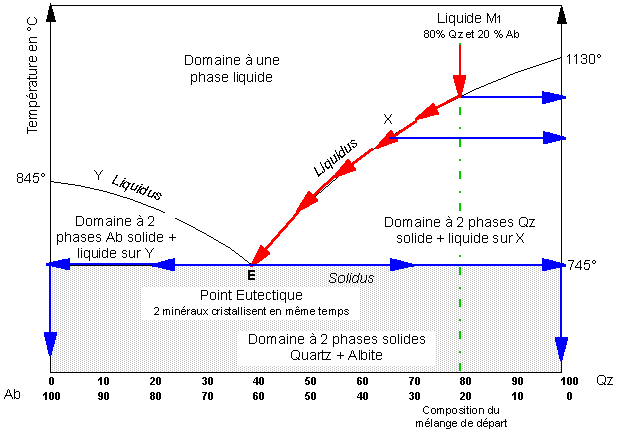 Liquide M1
80% Qz et 20 % Ab
Température en °C
Domaine à une
phase liquide
1130°
X
Liquidus
845°
Y
Liquidus
Domaine à 2
phases Ab solide +
liquide sur Y
Domaine à 2 phases Qz
solide + liquide sur X
E
Solidus
745°
Point Eutectique
2 minéraux cristallisent en même temps
Domaine à 2 phases solides
Quartz + Albite
0 10 20 30 40 50 60 70 80 90 100 Qz
Ab 100 90 80 70 60 50 40 30 20 10 0
Composition du
mélange de départ